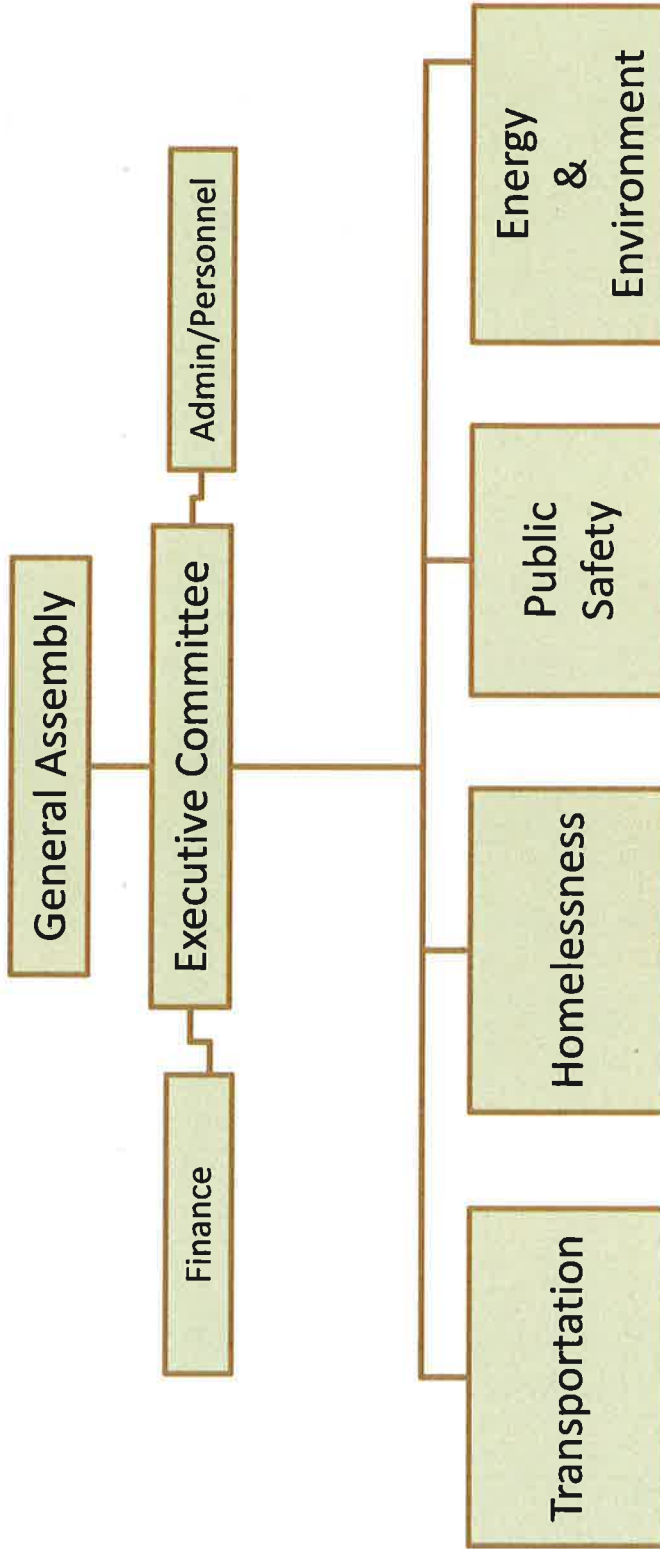 General Assembly
Finance
Executive Committee
Admin/Personnel
Transportation
Homelessness
Public
Safety
Energy
&
Environment